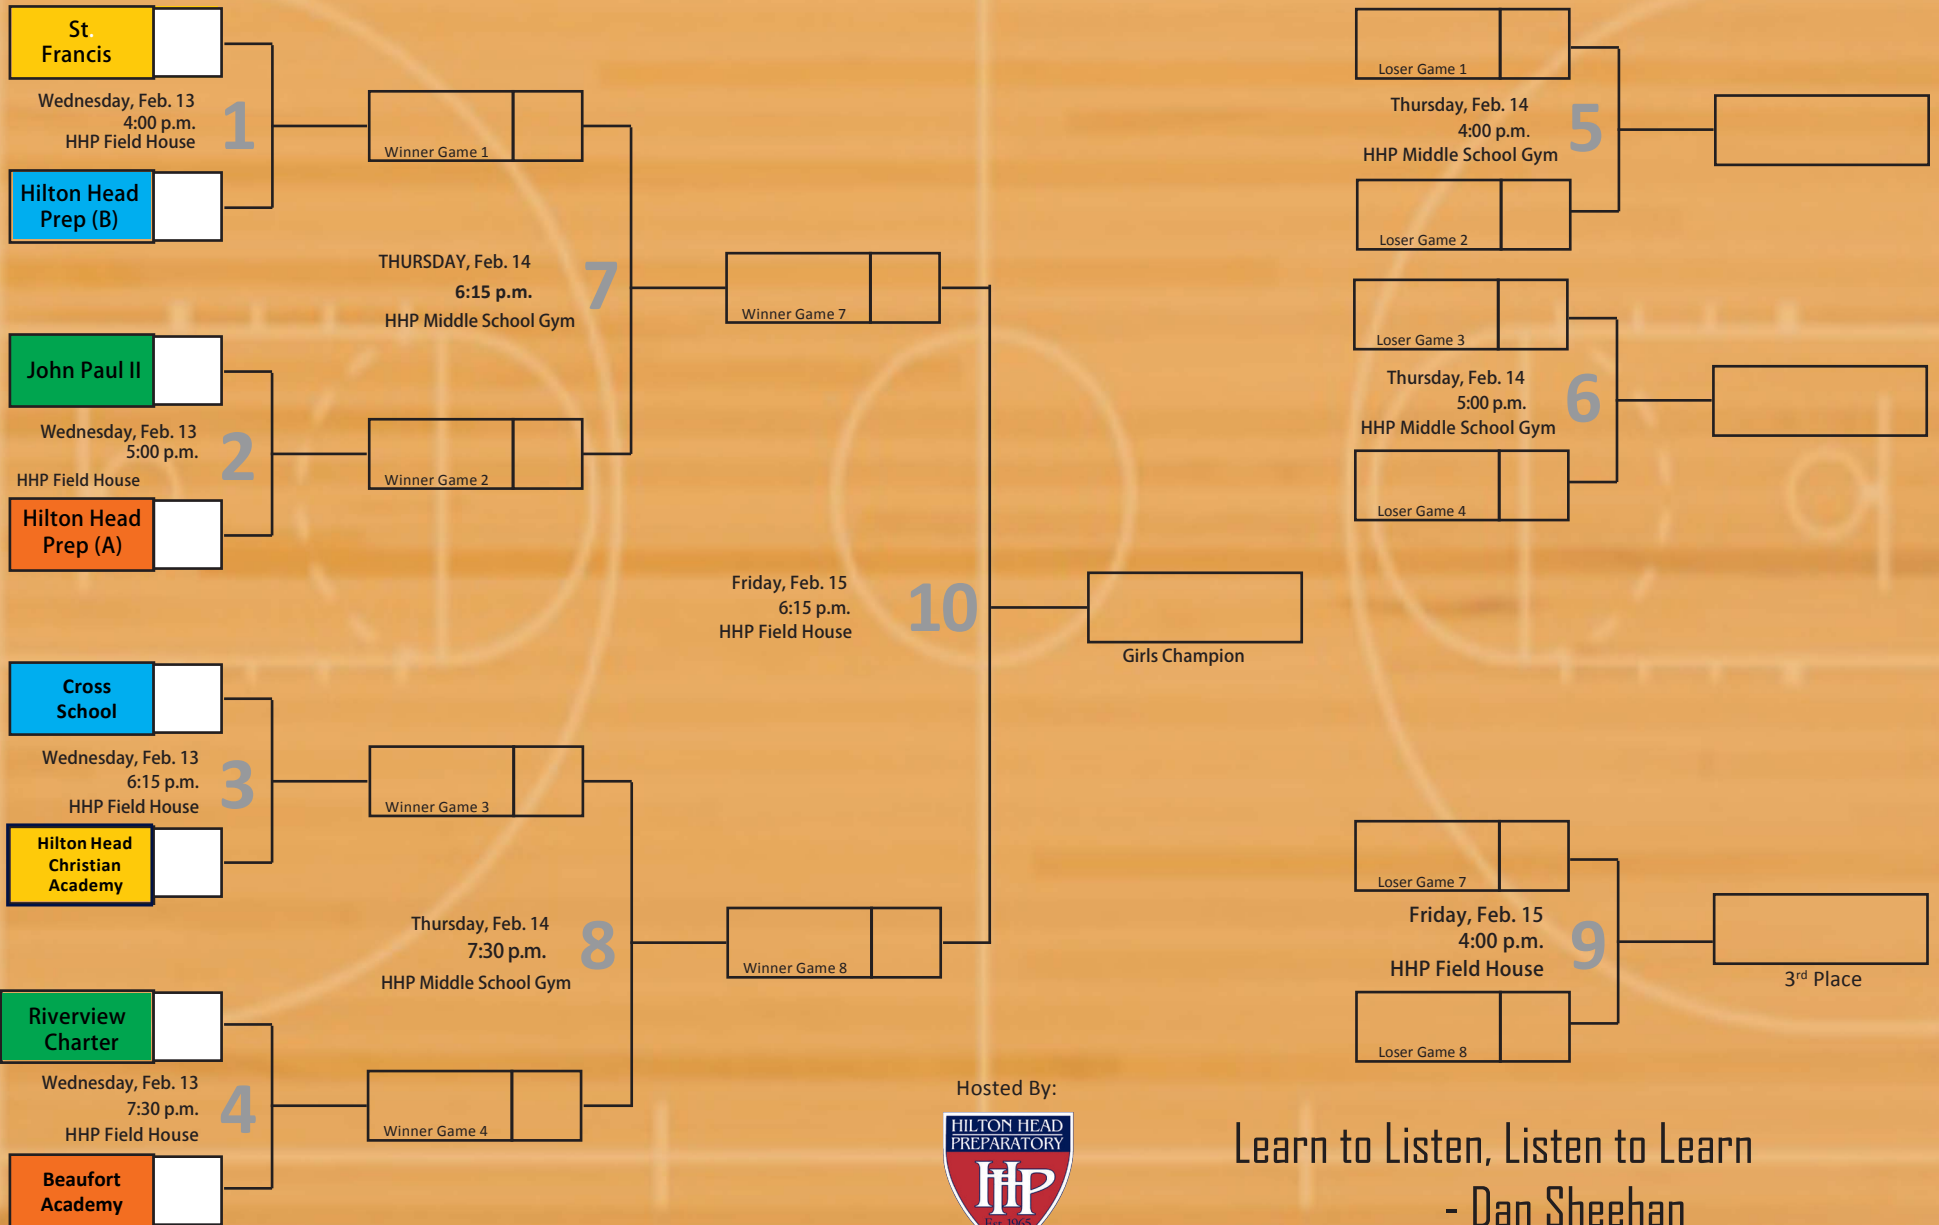 St.
Francis
Wednesday, Feb. 13
4:00 p.m.
HHP Field House
1
Hilton Head
Prep (B)
Winner Game 1
THURSDAY, Feb. 14
6:15 p.m.
HHP Middle School Gym
7
Winner Game 7
John Paul II
Wednesday, Feb. 13
5:00 p.m.
HHP Field House
2
Hilton Head
Prep (A)
Winner Game 2
Friday, Feb. 15
6:15 p.m.
HHP Field House
10
Girls Champion
Cross
School
Wednesday, Feb. 13
6:15 p.m.
HHP Field House
3
Hilton Head
Christian
Academy
Winner Game 3
Thursday, Feb. 14
7:30 p.m.
HHP Middle School Gym
8
Winner Game 8
Riverview
Charter
Wednesday, Feb. 13
7:30 p.m.
HHP Field House
4
Beaufort
Academy
Winner Game 4
Loser Game 1
Thursday, Feb. 14
4:00 p.m.
HHP Middle School Gym
5
Loser Game 2
Loser Game 3
Thursday, Feb. 14
5:00 p.m.
HHP Middle School Gym
6
Loser Game 4
Loser Game 7
Friday, Feb. 15
4:00 p.m.
HHP Field House
9
3rd Place
Loser Game 8
Hosted By:
HILTON HEAD
PREPARATORY
HHP
Est. 1965
Learn to Listen, Listen to Learn
- Dan Sheehan